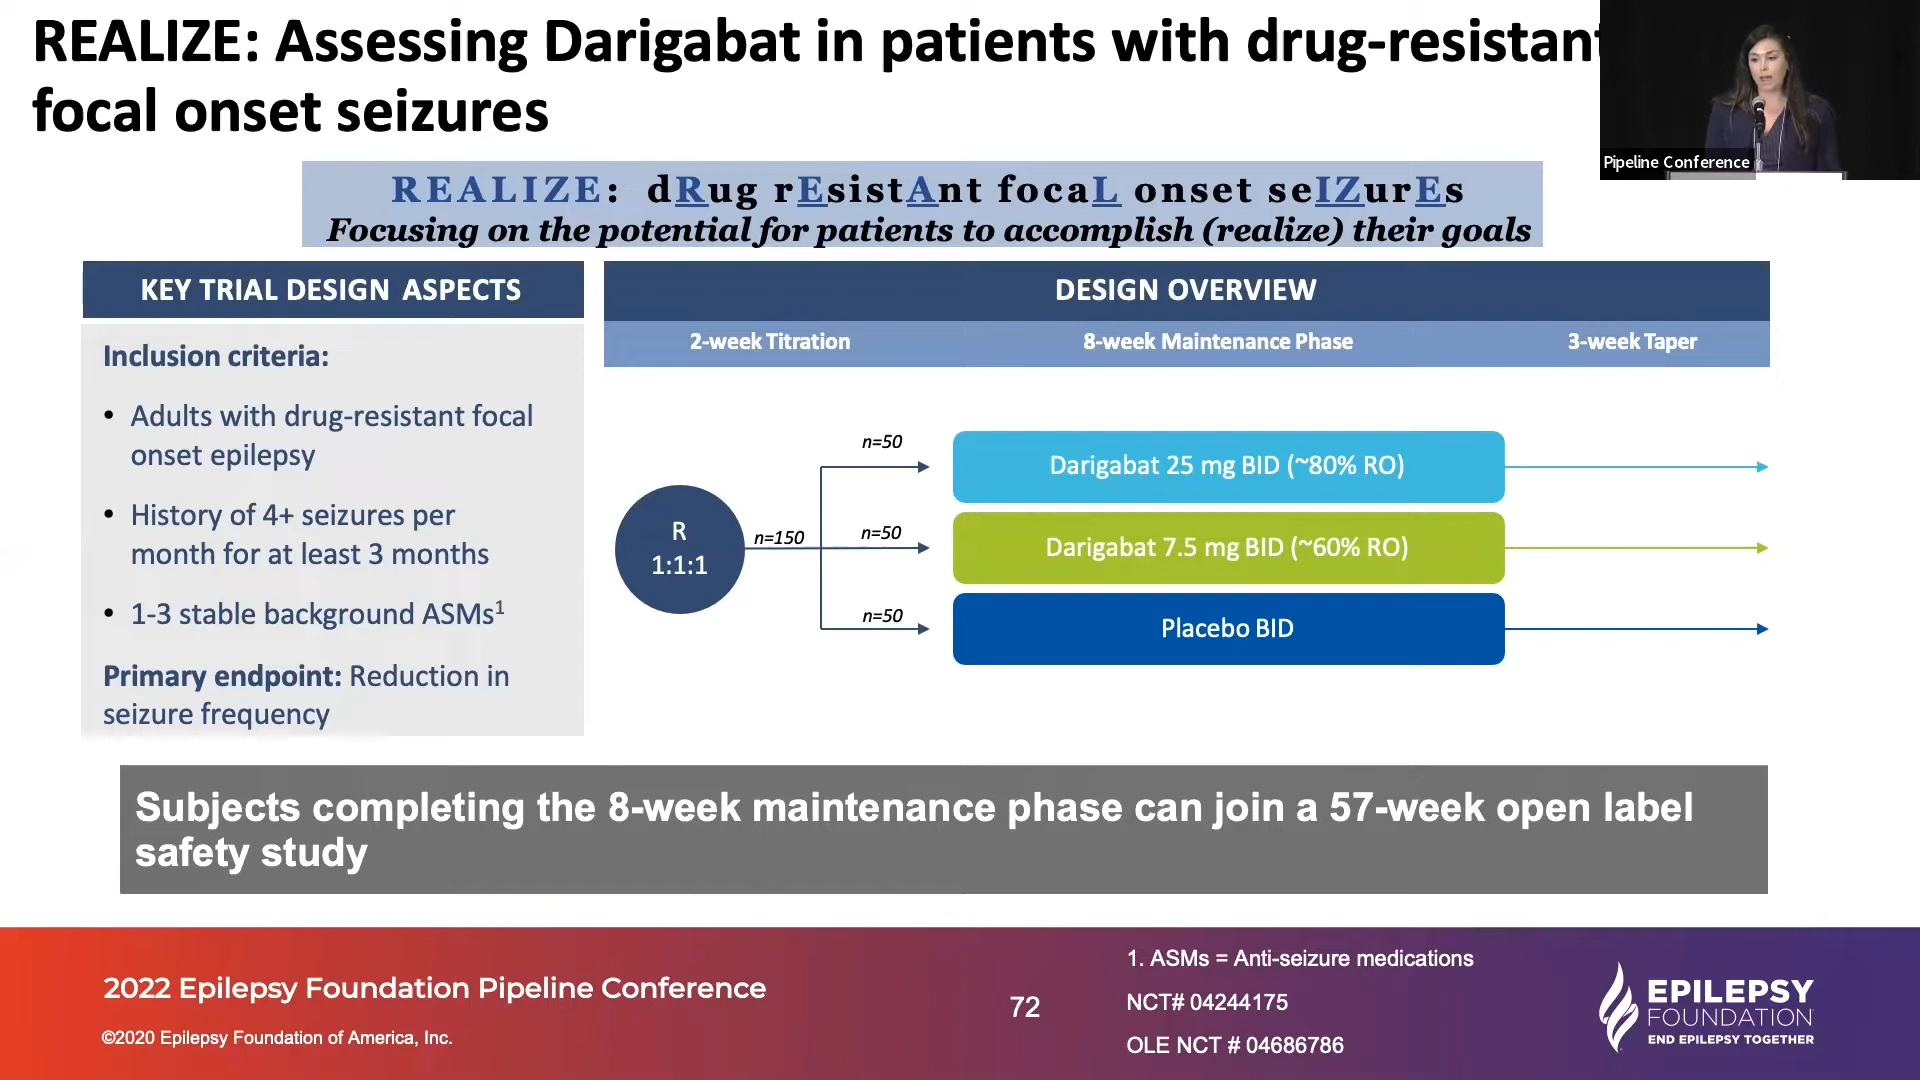 REALIZE: Assessing Darigabat in patients with drug-resistant
focal onset seizures
Pipeline Conference
REALIZE: dRug rEsistAnt focaL onset seIZurEs
Focusing on the potential for patients to accomplish (realize) their goals
KEY TRIAL DESIGN ASPECTS
Inclusion criteria:
• Adults with drug-resistant focal
onset epilepsy
• History of 4+ seizures per
month for at least 3 months
• 1-3 stable background ASMs1
Primary endpoint: Reduction in
seizure frequency
DESIGN OVERVIEW
2-week Titration 8-week Maintenance Phase 3-week Taper
R
1:1:1
n=150
n=50
Darigabat 25 mg BID (~80% RO)
n=50
Darigabat 7.5 mg BID (~60% RO)
n=50
Placebo BID
Subjects completing the 8-week maintenance phase can join a 57-week open label
safety study
2022 Epilepsy Foundation Pipeline Conference
©2020 Epilepsy Foundation of America, Inc.
72
1. ASMs = Anti-seizure medications
NCT# 04244175
OLE NCT # 04686786
EPILEPSY
FOUNDATION
END EPILEPSY TOGETHER